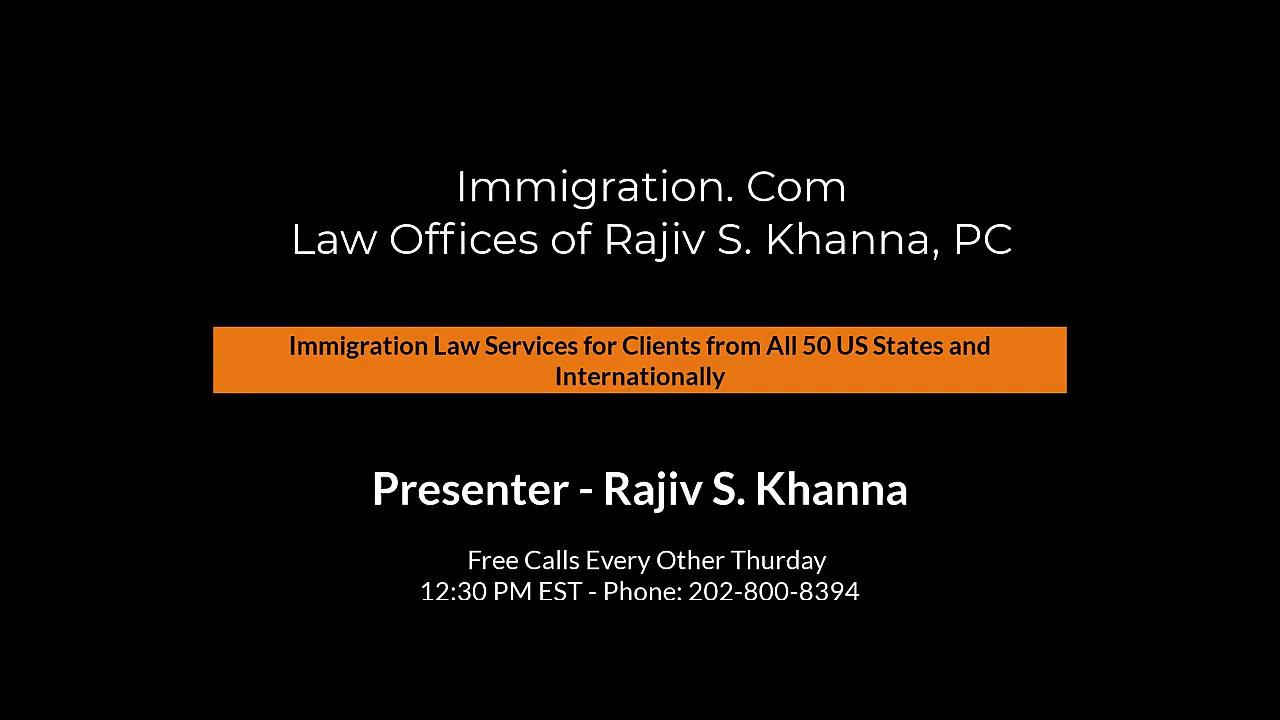 Immigration. Com
Law Offices of Rajiv S. Khanna, PC
Immigration Law Services for Clients from All 50 US States and
Internationally
Presenter - Rajiv S. Khanna
Free Calls Every Other Thurday
12:30 PM EST - Phone: 202-800-8394